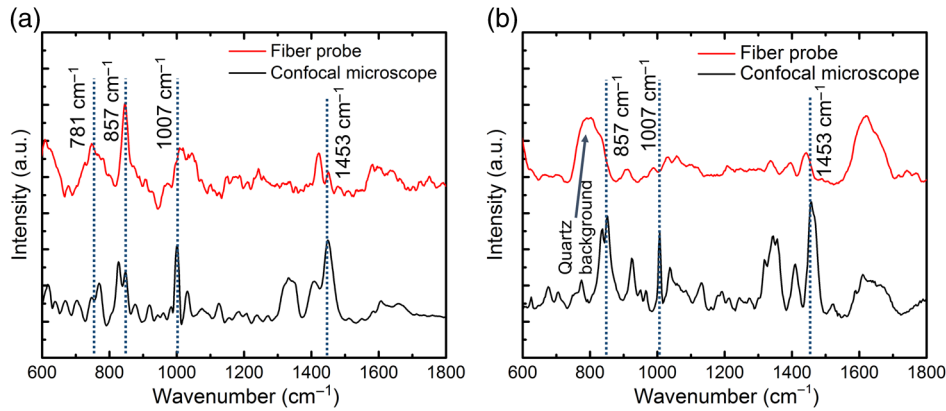 (a)
Fiber probe
Confocal microscope
781 cm⁻¹
857 cm⁻¹
1007 cm⁻¹
1453 cm⁻¹
Intensity (a.u.)
600 800 1000 1200 1400 1600 1800
Wavenumber (cm⁻¹)
(b)
Fiber probe
Confocal microscope
857 cm⁻¹
1007 cm⁻¹
1453 cm⁻¹
Quartz
background
Intensity (a.u.)
600 800 1000 1200 1400 1600 1800
Wavenumber (cm⁻¹)